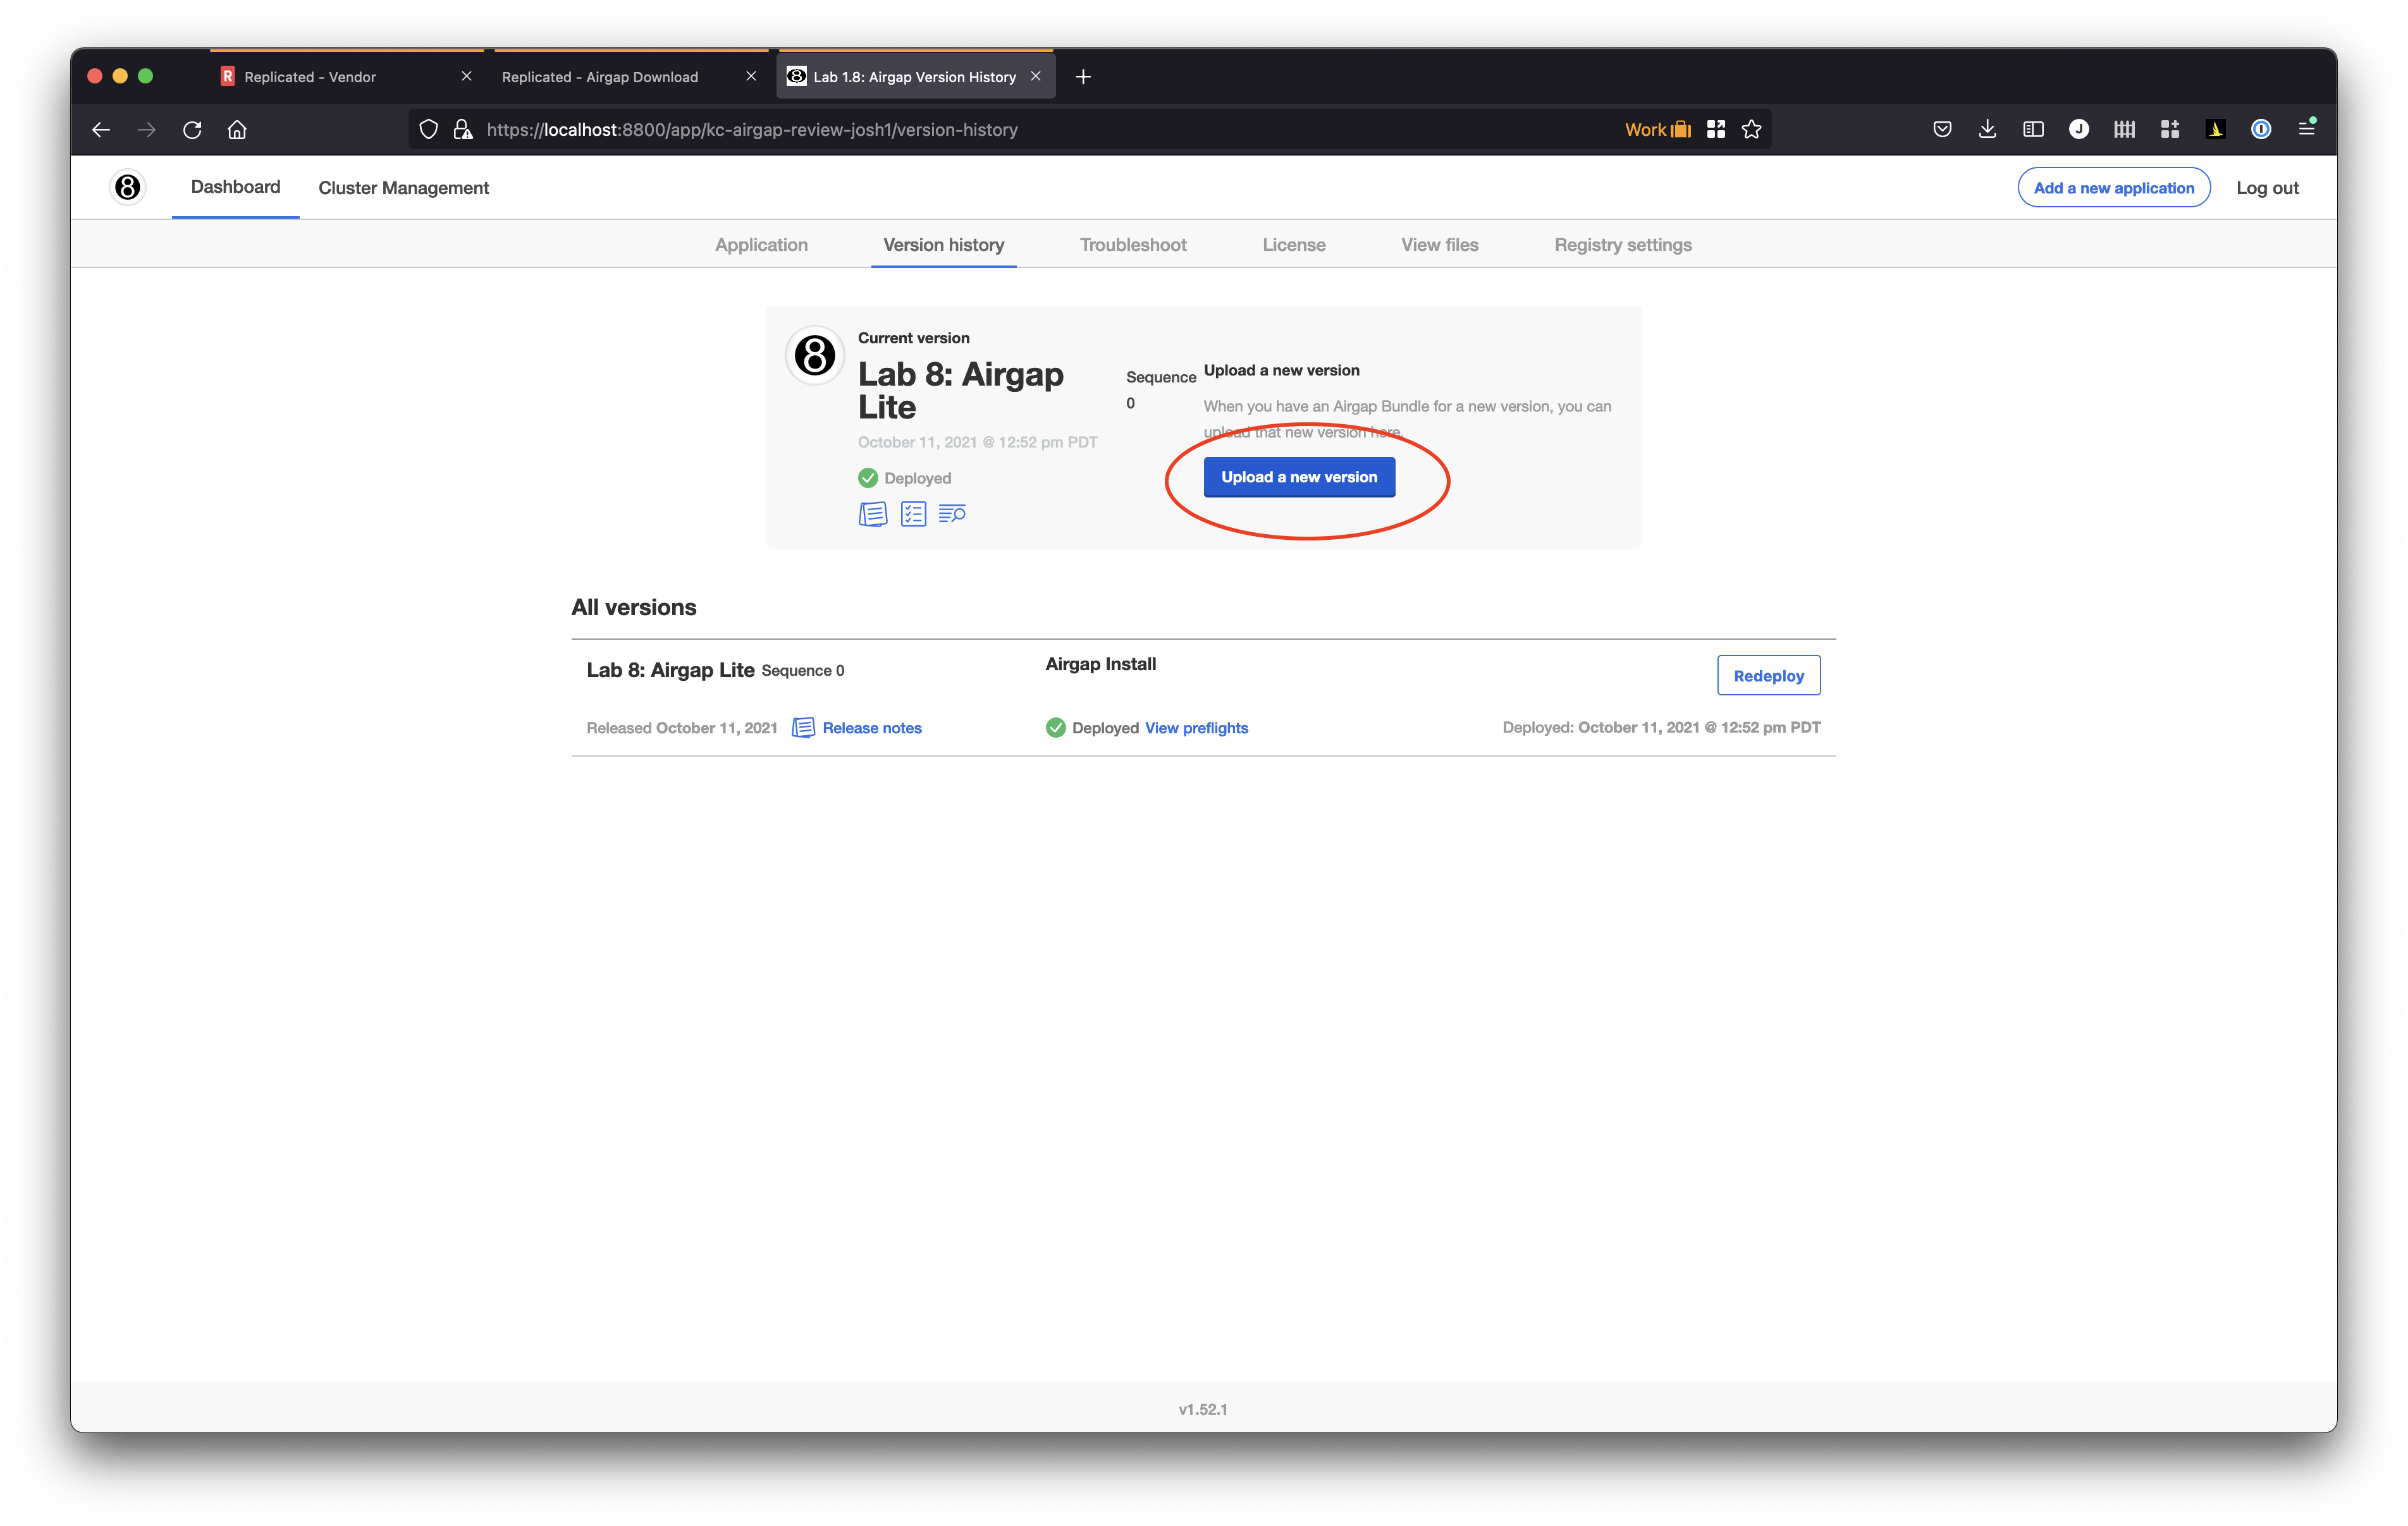 Replicated - Vendor
Replicated - Airgap Download
Lab 1.8: Airgap Version History
https://localhost:8800/app/kc-airgap-review-josh1/version-history
Work
Dashboard
Cluster Management
Add a new application
Log out
Application
Version history
Troubleshoot
License
View files
Registry settings
Current version
Lab 8: Airgap
Lite
October 11, 2021 @ 12:52 pm PDT
Deployed
Sequence
0
Upload a new version
When you have an Airgap Bundle for a new version, you can
upload that new version here.
Upload a new version
All versions
Lab 8: Airgap Lite Sequence 0
Airgap Install
Redeploy
Released October 11, 2021 Release notes
Deployed View preflights
Deployed: October 11, 2021 @ 12:52 pm PDT
v1.52.1